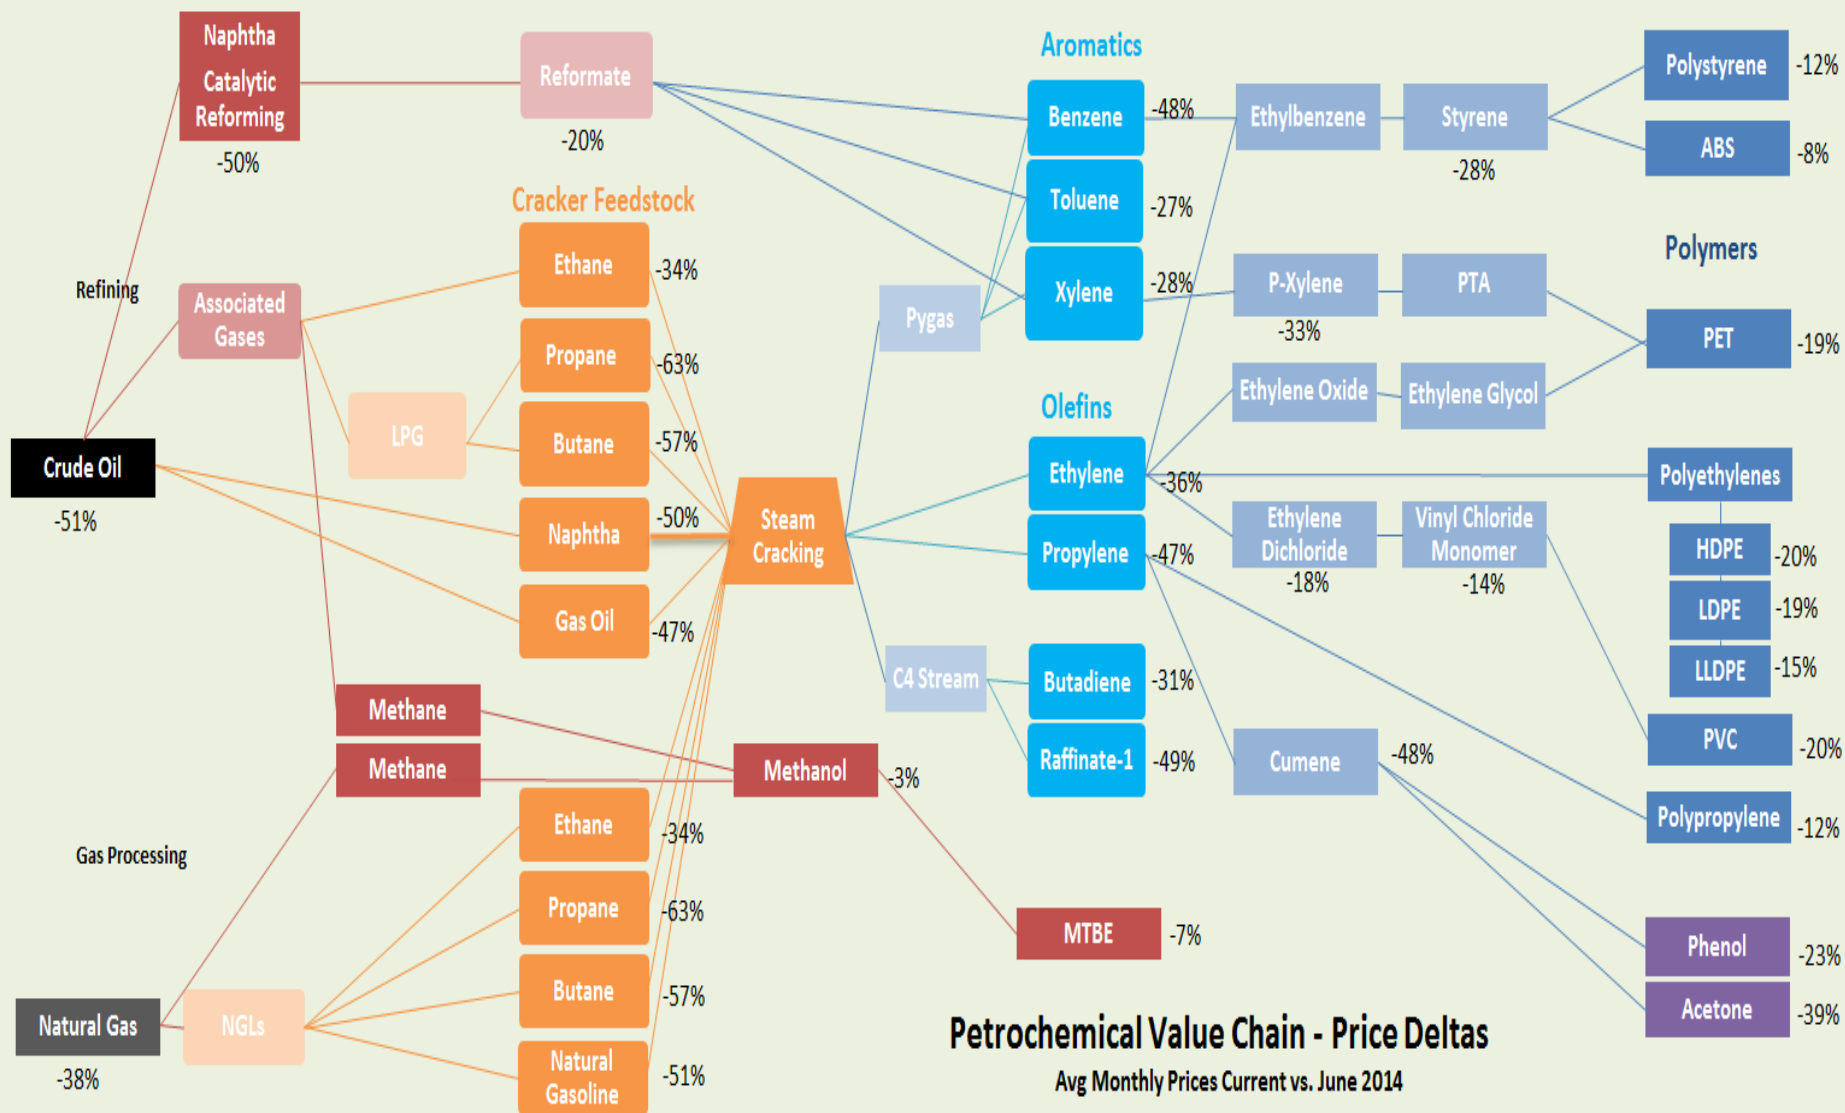 Naphtha
Catalytic
Reforming
-50%
Reformate
-20%
Aromatics
Benzene
-48%
Ethylbenzene
Styrene
-28%
Polystyrene
-12%
ABS
-8%
Toluene
-27%
Xylene
-28%
P-Xylene
-33%
PTA
Polymers
PET
-19%
Cracker Feedstock
Ethane
-34%
Refining
Associated
Gases
Propane
-63%
Pygas
LPG
Butane
-57%
Olefins
Ethylene Oxide
Ethylene Glycol
Crude Oil
-51%
Naphtha
-50%
Steam
Cracking
Ethylene
-36%
Polyethylenes
Propylene
-47%
Ethylene
Dichloride
-18%
Vinyl Chloride
Monomer
-14%
HDPE
-20%
LDPE
-19%
LLDPE
-15%
Gas Oil
-47%
C4 Stream
Butadiene
-31%
Raffinate-1
-49%
Methane
Methane
Methanol
-3%
Cumene
-48%
PVC
-20%
Polypropylene
-12%
Gas Processing
Ethane
-34%
Propane
-63%
MTBE
-7%
Phenol
-23%
Acetone
-39%
Butane
-57%
Natural Gas
-38%
NGLs
Natural
Gasoline
-51%
Petrochemical Value Chain - Price Deltas
Avg Monthly Prices Current vs. June 2014